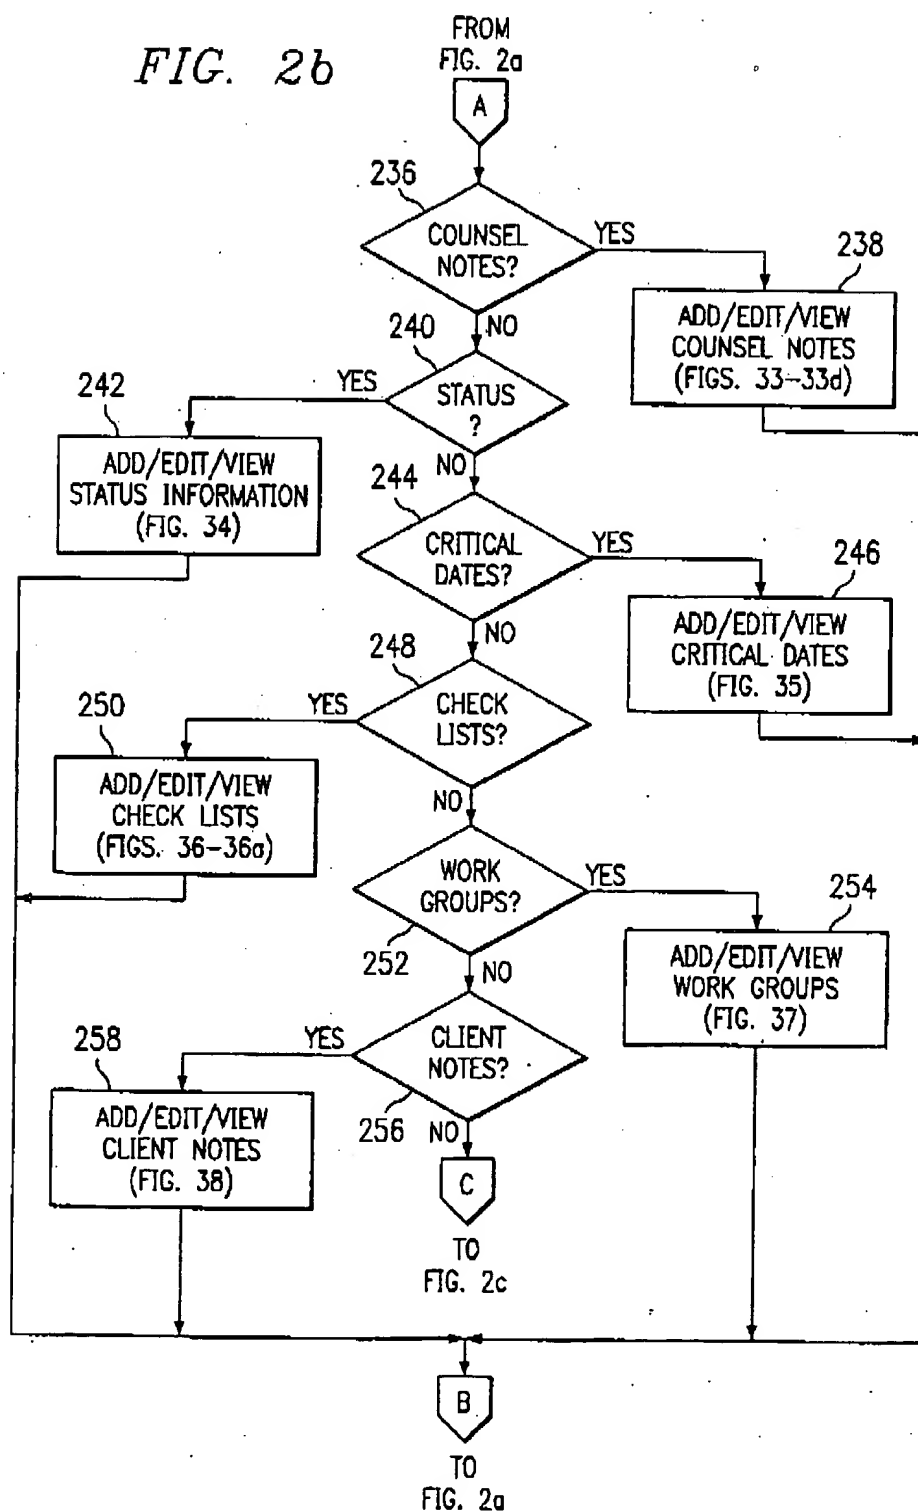 FIG. 2b
FROM
FIG. 2a
A
236
COUNSEL
NOTES?
YES
238
ADD/EDIT/VIEW
COUNSEL NOTES
(FIGS. 33-33d)
NO
240
STATUS
?
YES
242
ADD/EDIT/VIEW
STATUS INFORMATION
(FIG. 34)
NO
244
CRITICAL
DATES?
YES
246
ADD/EDIT/VIEW
CRITICAL DATES
(FIG. 35)
NO
248
CHECK
LISTS?
YES
250
ADD/EDIT/VIEW
CHECK LISTS
(FIGS. 36-36a)
NO
WORK
GROUPS?
252
YES
254
ADD/EDIT/VIEW
WORK GROUPS
(FIG. 37)
NO
CLIENT
NOTES?
256
YES
258
ADD/EDIT/VIEW
CLIENT NOTES
(FIG. 38)
NO
C
TO
FIG. 2c
B
TO
FIG. 2a